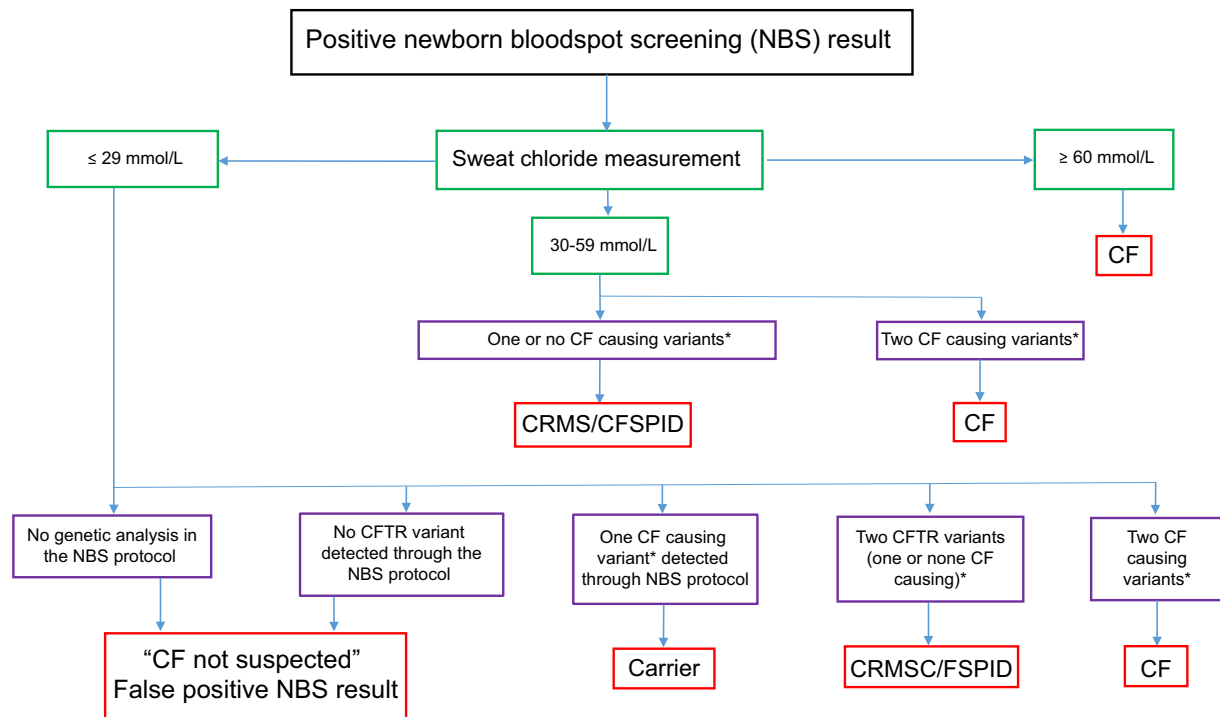 Positive newborn bloodspot screening (NBS) result
≤ 29 mmol/L
Sweat chloride measurement
≥ 60 mmol/L
30-59 mmol/L
CF
One or no CF causing variants*
Two CF causing variants*
CRMS/CFSPID
CF
No genetic analysis in
the NBS protocol
No CFTR variant
detected through the
NBS protocol
One CF causing
variant* detected
through NBS protocol
Two CFTR variants
(one or none CF
causing)*
Two CF
causing
variants*
“CF not suspected”
False positive NBS result
Carrier
CRMSC/FSPID
CF